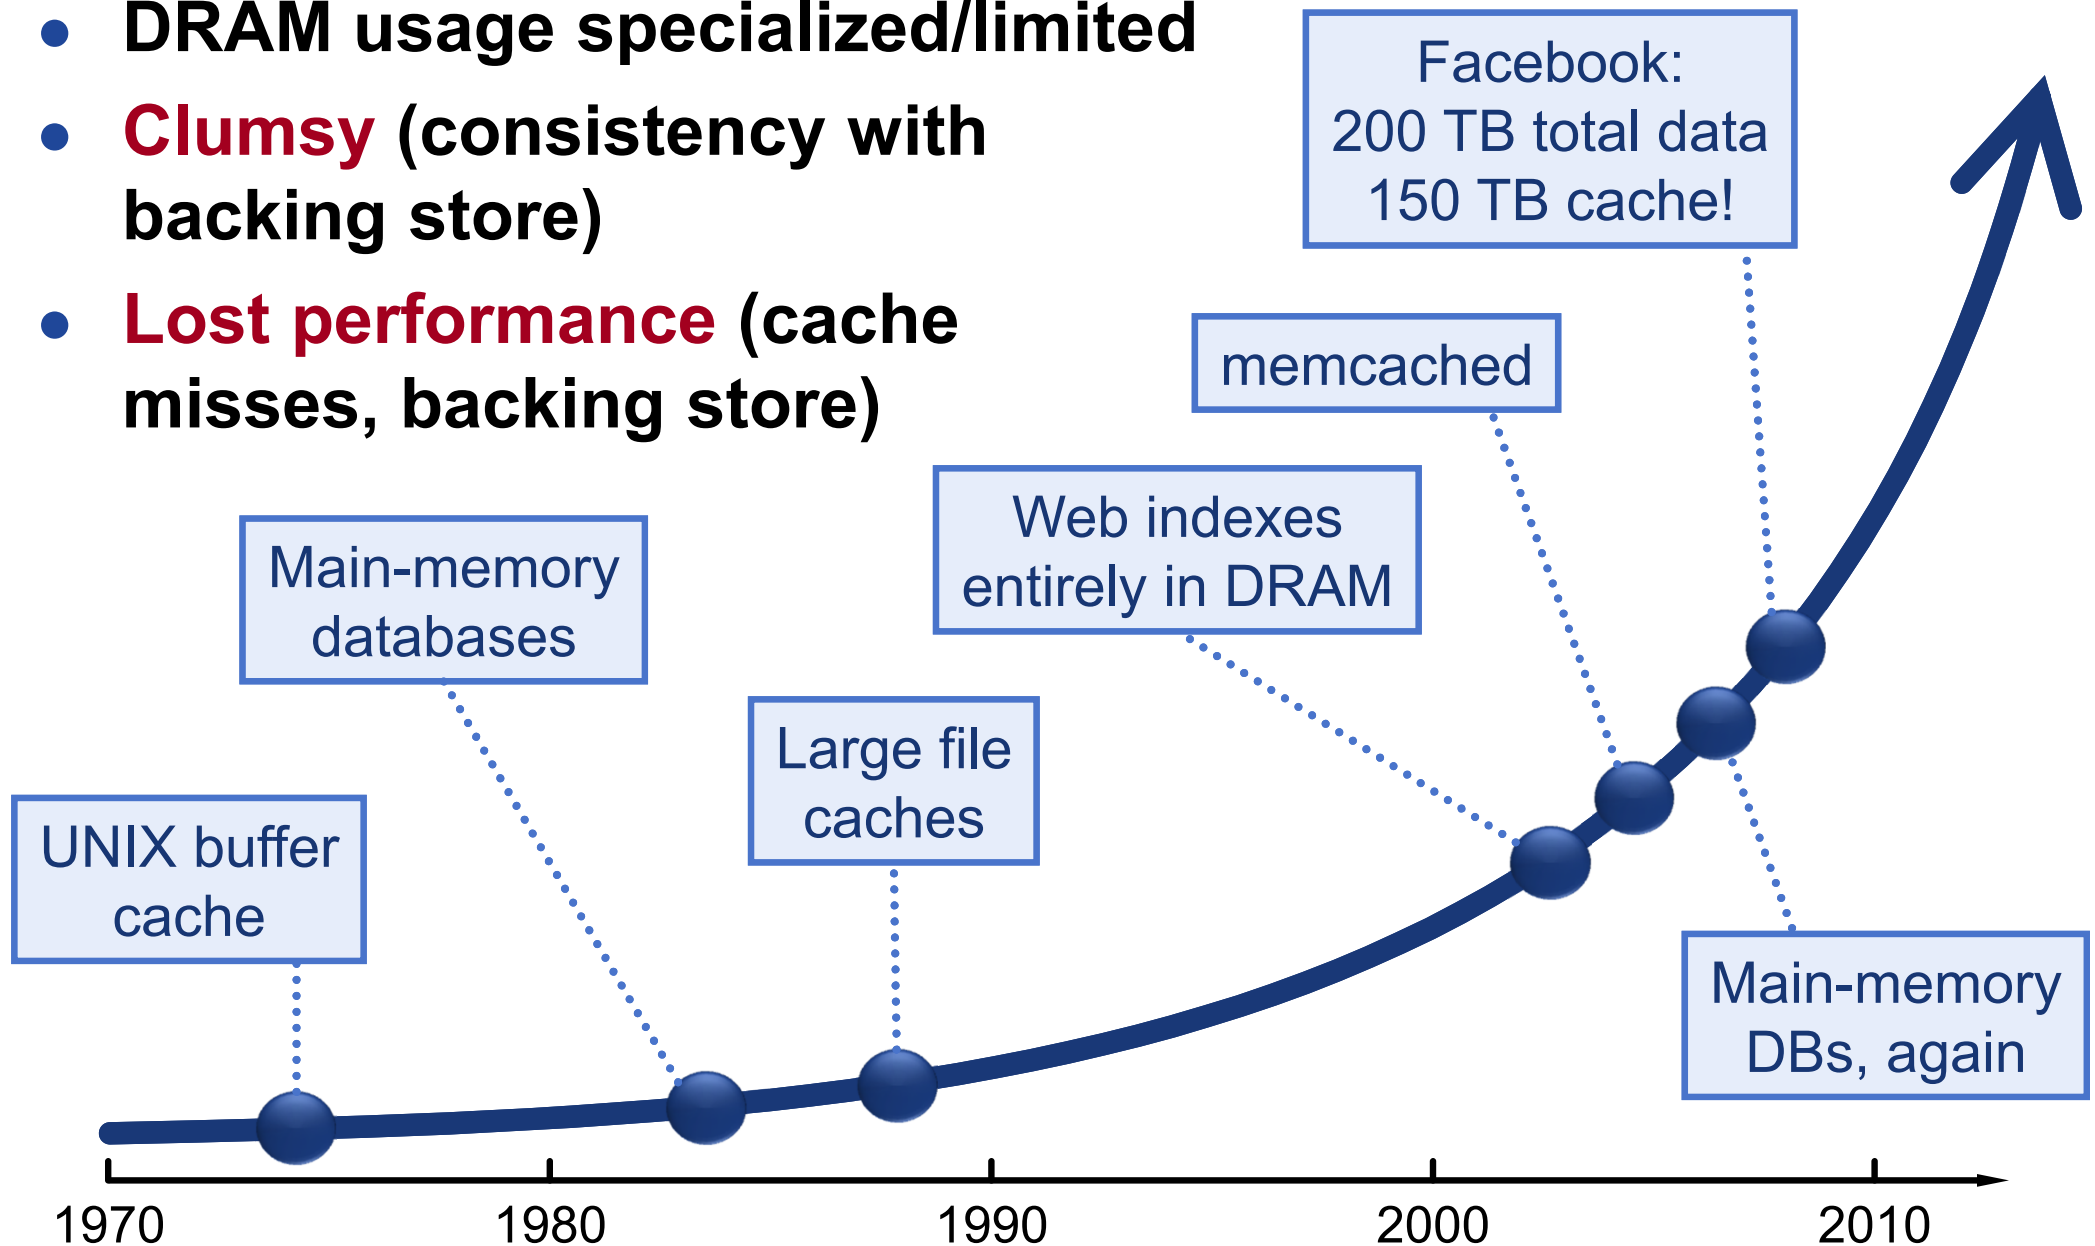 DRAM usage specialized/limited
Clumsy (consistency with
backing store)
Lost performance (cache
misses, backing store)
Facebook:
200 TB total data
150 TB cache!
memcached
Web indexes
entirely in DRAM
Main-memory
databases
Large file
caches
UNIX buffer
cache
Main-memory
DBs, again
1970
1980
1990
2000
2010